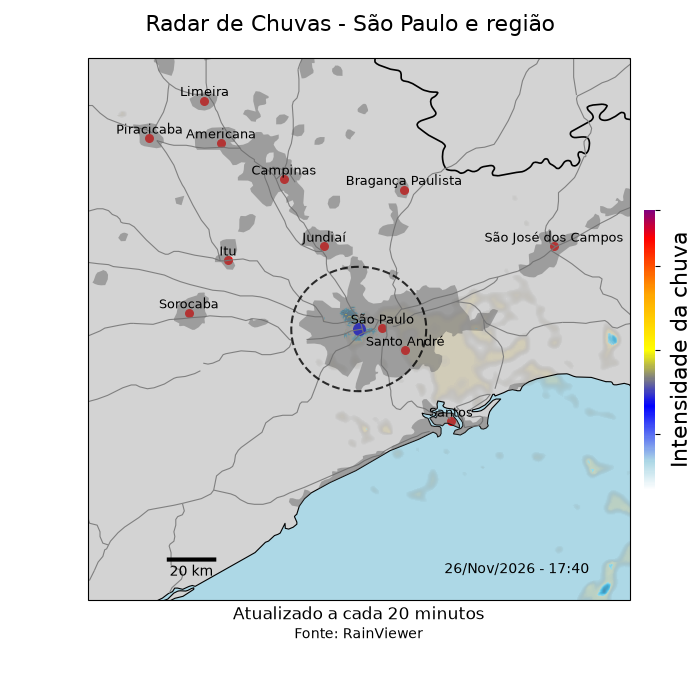 Radar de Chuvas - São Paulo e região
Limeira
Piracicaba
Americana
Campinas
Bragança Paulista
Jundiaí
São José dos Campos
Itu
Sorocaba
São Paulo
Santo André
Santos
20 km
26/Nov/2026 - 17:40
Intensidade da chuva
Atualizado a cada 20 minutos
Fonte: RainViewer